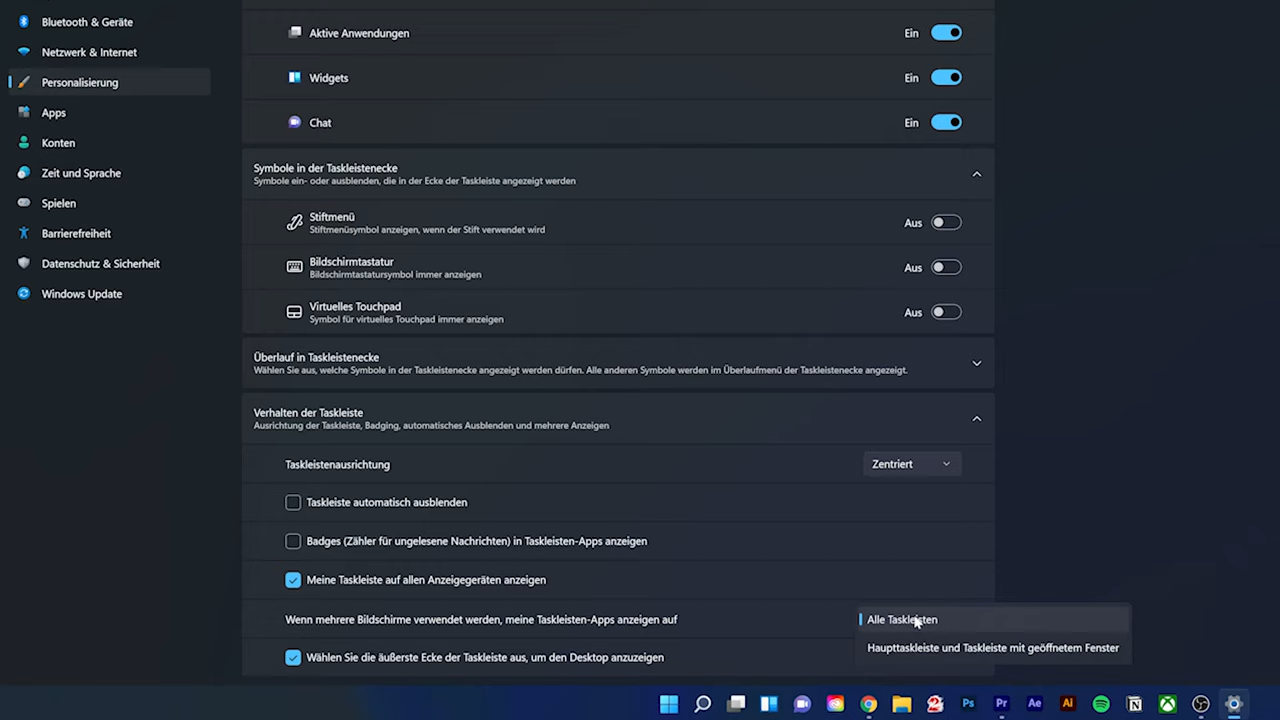 Bluetooth & Geräte
Netzwerk & Internet
Personalisierung
Apps
Konten
Zeit und Sprache
Spielen
Barrierefreiheit
Datenschutz & Sicherheit
Windows Update
Aktive Anwendungen
Ein
Widgets
Ein
Chat
Ein
Symbole in der Taskleistenecke
Symbole ein- oder ausblenden, die in der Ecke der Taskleiste angezeigt werden
Stiftmenü
Stiftmenüsymbol anzeigen, wenn der Stift verwendet wird
Aus
Bildschirmtastatur
Bildschirmtastatursymbol immer anzeigen
Aus
Virtuelles Touchpad
Symbol für virtuelles Touchpad immer anzeigen
Aus
Überlauf in Taskleistenecke
Wählen Sie aus, welche Symbole in der Taskleistenecke angezeigt werden dürfen. Alle anderen Symbole werden im Überlaufmenü der Taskleistenecke angezeigt.
Verhalten der Taskleiste
Ausrichtung der Taskleiste, Badging, automatisches Ausblenden und mehrere Anzeigen
Taskleistenausrichtung
Zentriert
Taskleiste automatisch ausblenden
Badges (Zähler für ungelesene Nachrichten) in Taskleisten-Apps anzeigen
Meine Taskleiste auf allen Anzeigegeräten anzeigen
Wenn mehrere Bildschirme verwendet werden, meine Taskleisten-Apps anzeigen auf
Alle Taskleisten
Haupttaskleiste und Taskleiste mit geöffnetem Fenster
Wählen Sie die äußerste Ecke der Taskleiste aus, um den Desktop anzuzeigen
Ps
Pr
Ae
Ai